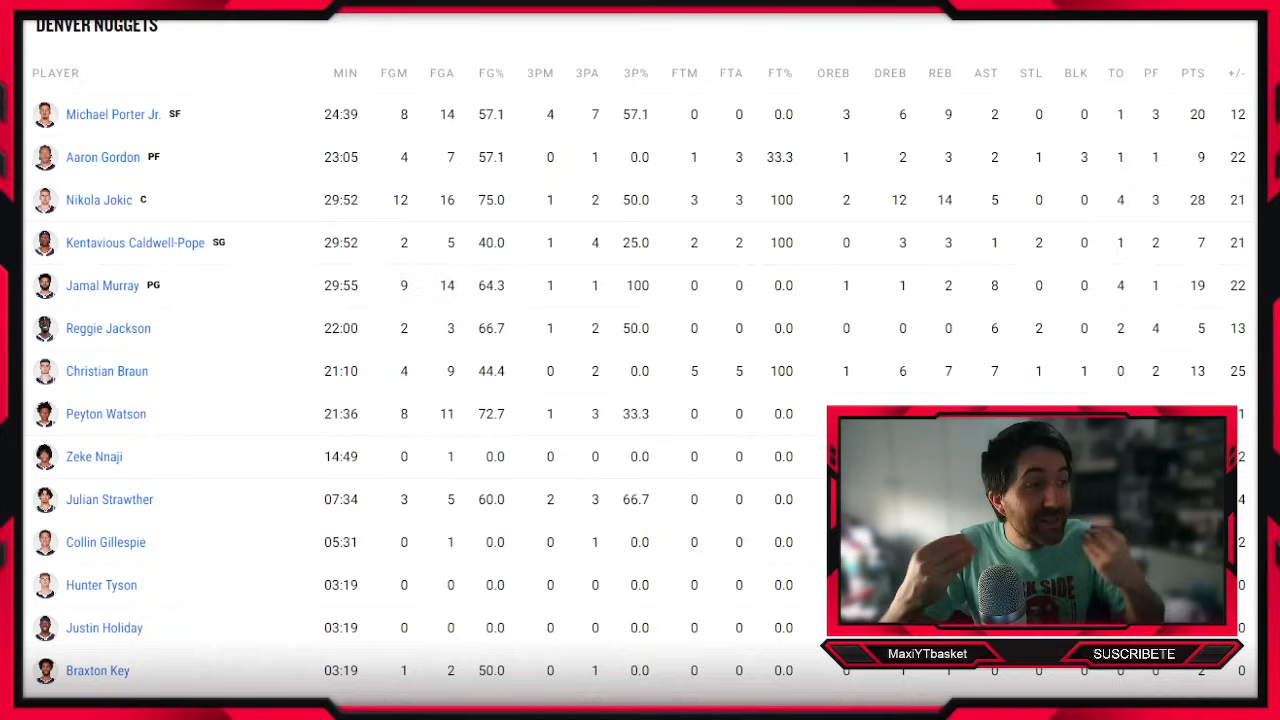 DENVER NUGGETS
PLAYER MIN FGM FGA FG% 3PM 3PA 3P% FTM FTA FT% OREB DREB REB AST STL BLK TO PF PTS +/-
Michael Porter Jr. SF 24:39 8 14 57.1 4 7 57.1 0 0 0.0 3 6 9 2 0 0 1 3 20 12
Aaron Gordon PF 23:05 4 7 57.1 0 1 0.0 1 3 33.3 1 2 3 2 1 3 1 1 9 22
Nikola Jokic C 29:52 12 16 75.0 1 2 50.0 3 3 100 2 12 14 5 0 0 4 3 28 21
Kentavious Caldwell-Pope SG 29:52 2 5 40.0 1 4 25.0 2 2 100 0 3 3 1 2 0 1 2 7 21
Jamal Murray PG 29:55 9 14 64.3 1 1 100 0 0 0.0 1 1 2 8 0 0 4 1 19 22
Reggie Jackson 22:00 2 3 66.7 1 2 50.0 0 0 0.0 0 0 0 6 2 0 2 4 5 13
Christian Braun 21:10 4 9 44.4 0 2 0.0 5 5 100 1 6 7 7 1 1 0 2 13 25
Peyton Watson 21:36 8 11 72.7 1 3 33.3 0 0 0.0 1
Zeke Nnaji 14:49 0 1 0.0 0 0 0.0 0 0 0.0 2
Julian Strawther 07:34 3 5 60.0 2 3 66.7 0 0 0.0 4
Collin Gillespie 05:31 0 1 0.0 0 1 0.0 0 0 0.0 2
Hunter Tyson 03:19 0 0 0.0 0 0 0.0 0 0 0.0 0
Justin Holiday 03:19 0 0 0.0 0 0 0.0 0 0 0.0 0
Braxton Key 03:19 1 2 50.0 0 1 0.0 0 0 0.0 0
SIDE
MaxiYTbasket SUSCRIBETE